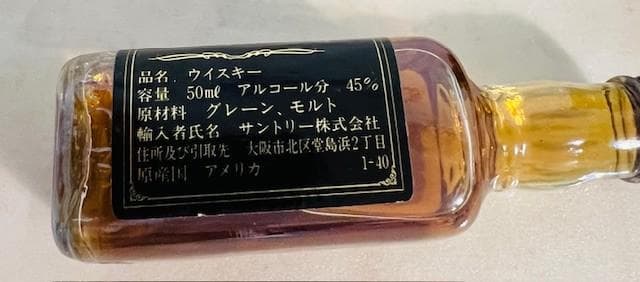 品名 ウイスキー
容量 50mℓ アルコール分 45%
原材料 グレーン、モルト
輸入者氏名 サントリー株式会社
住所及び引取先 大阪市北区堂島浜2丁目
1-40
原産国 アメリカ